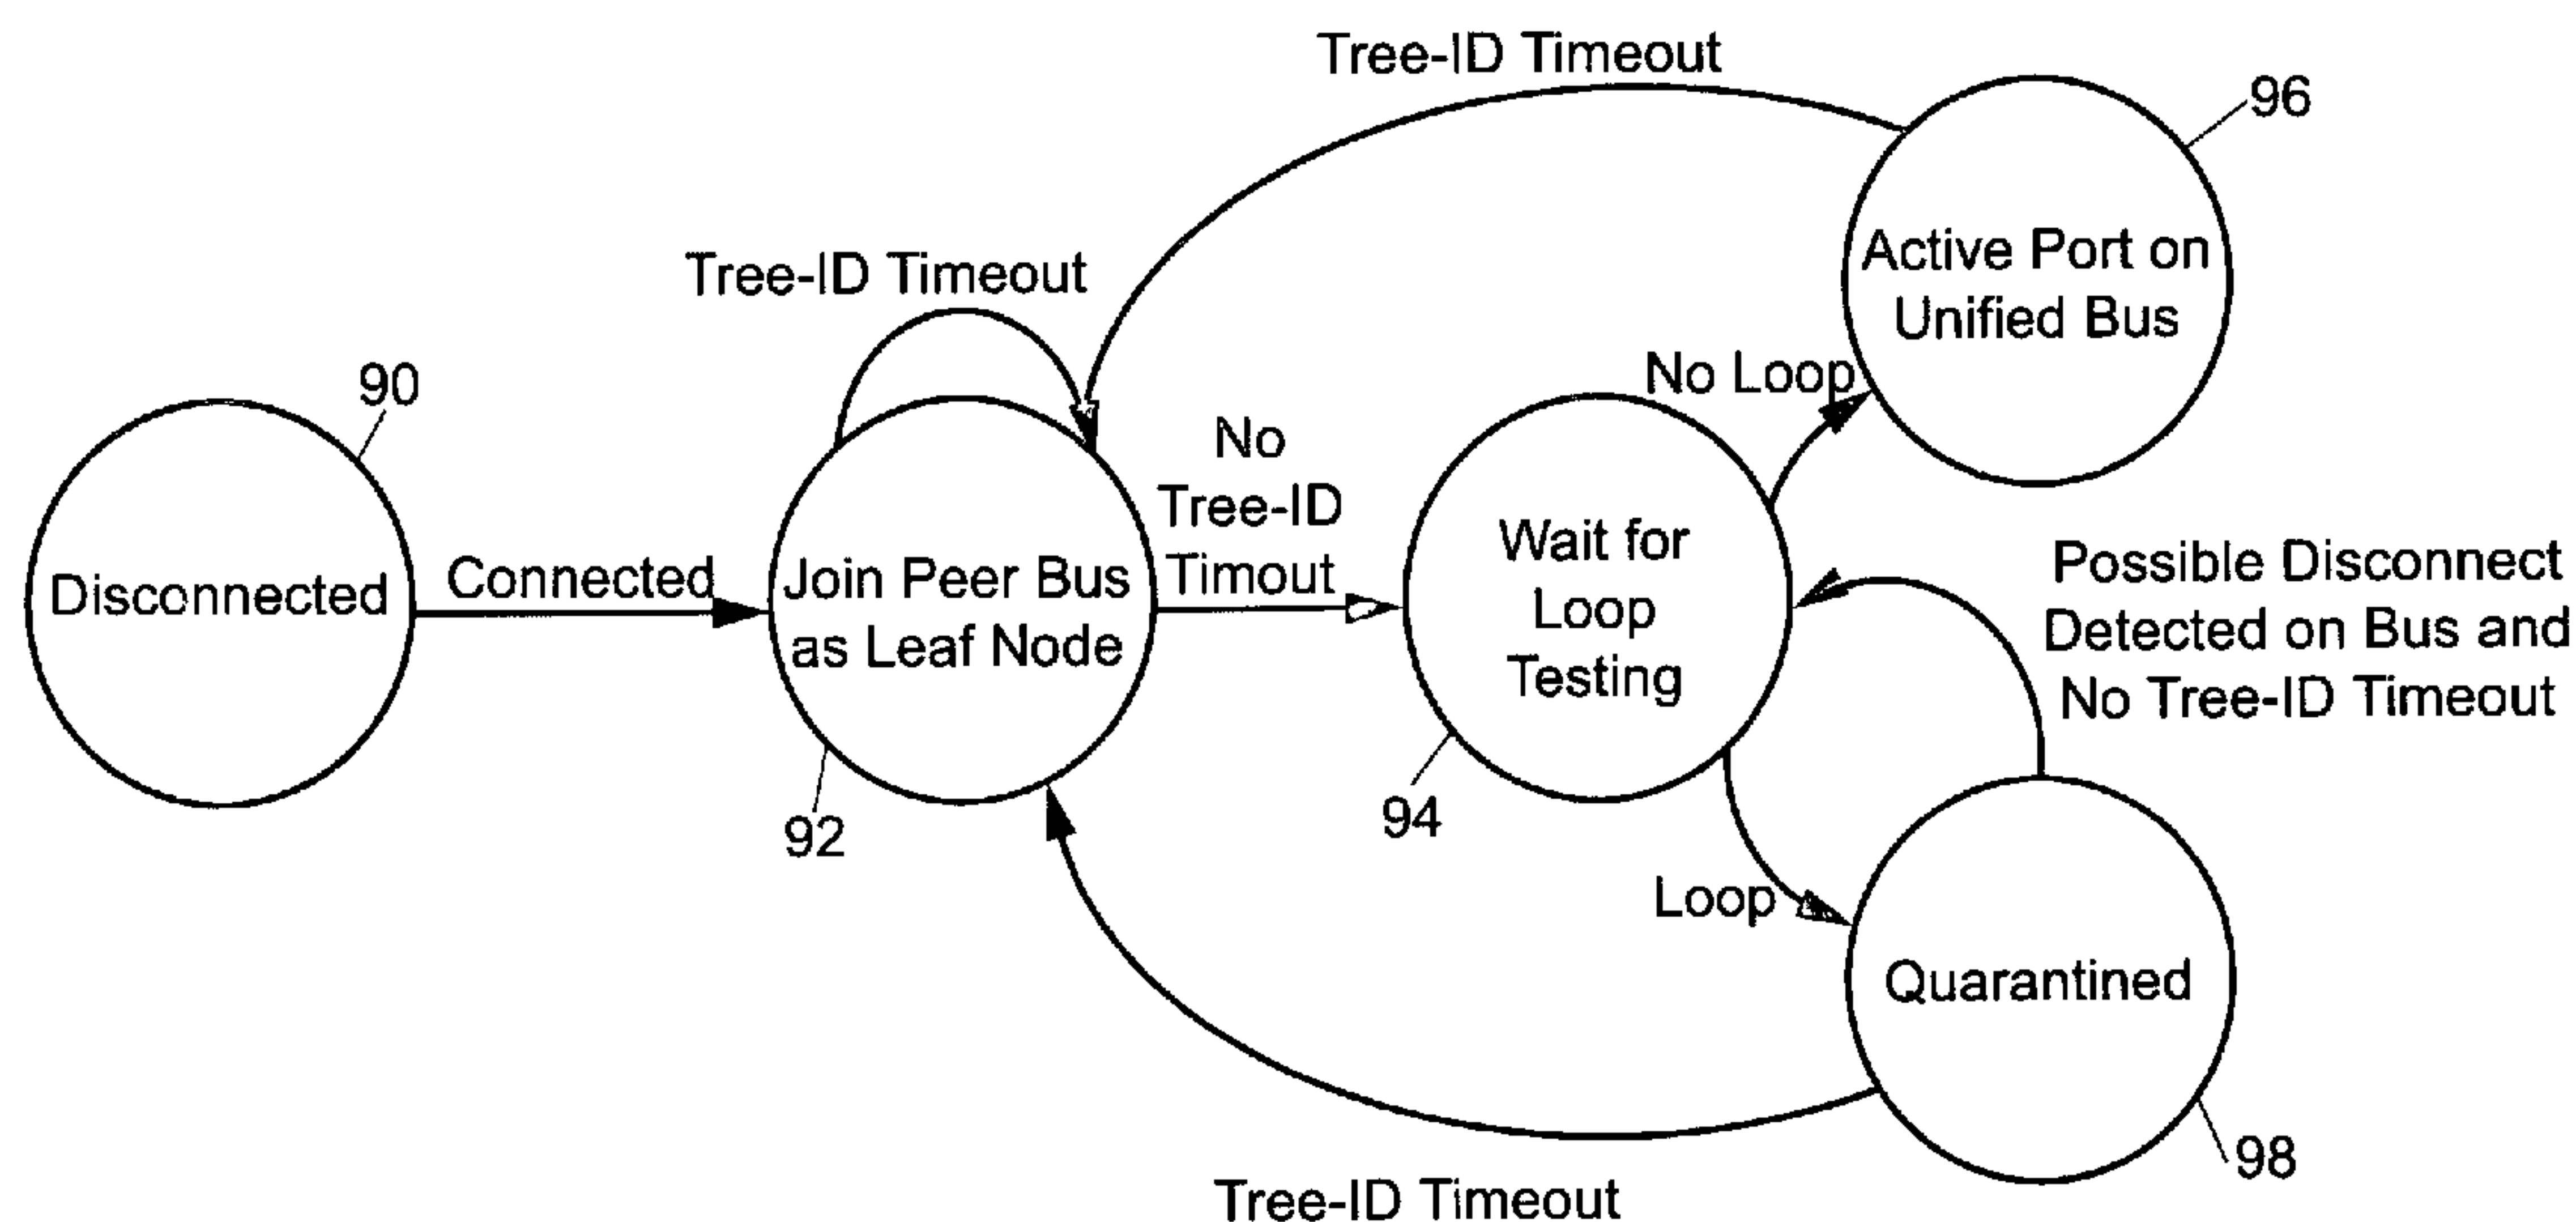 Tree-ID Timeout
96
Active Port on
Unified Bus
Tree-ID Timeout
90
No Loop
No
Tree-ID
Timout
Disconnected
Connected
Join Peer Bus
as Leaf Node
Wait for
Loop
Testing
Possible Disconnect
Detected on Bus and
No Tree-ID Timeout
92
94
Loop
Quarantined
98
Tree-ID Timeout